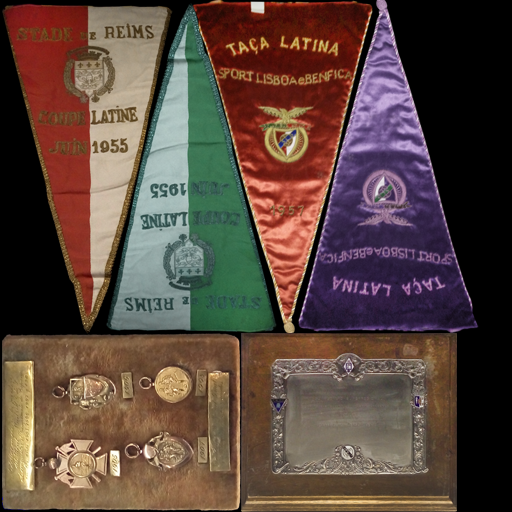 STADE DE REIMS
COUPE LATINE
JUIN 1955
TAÇA LATINA
SPORT LISBOA e BENFICA
1957
STADE DE REIMS
COUPE LATINE
JUIN 1955
TAÇA LATINA
SPORT LISBOA e BENFICA